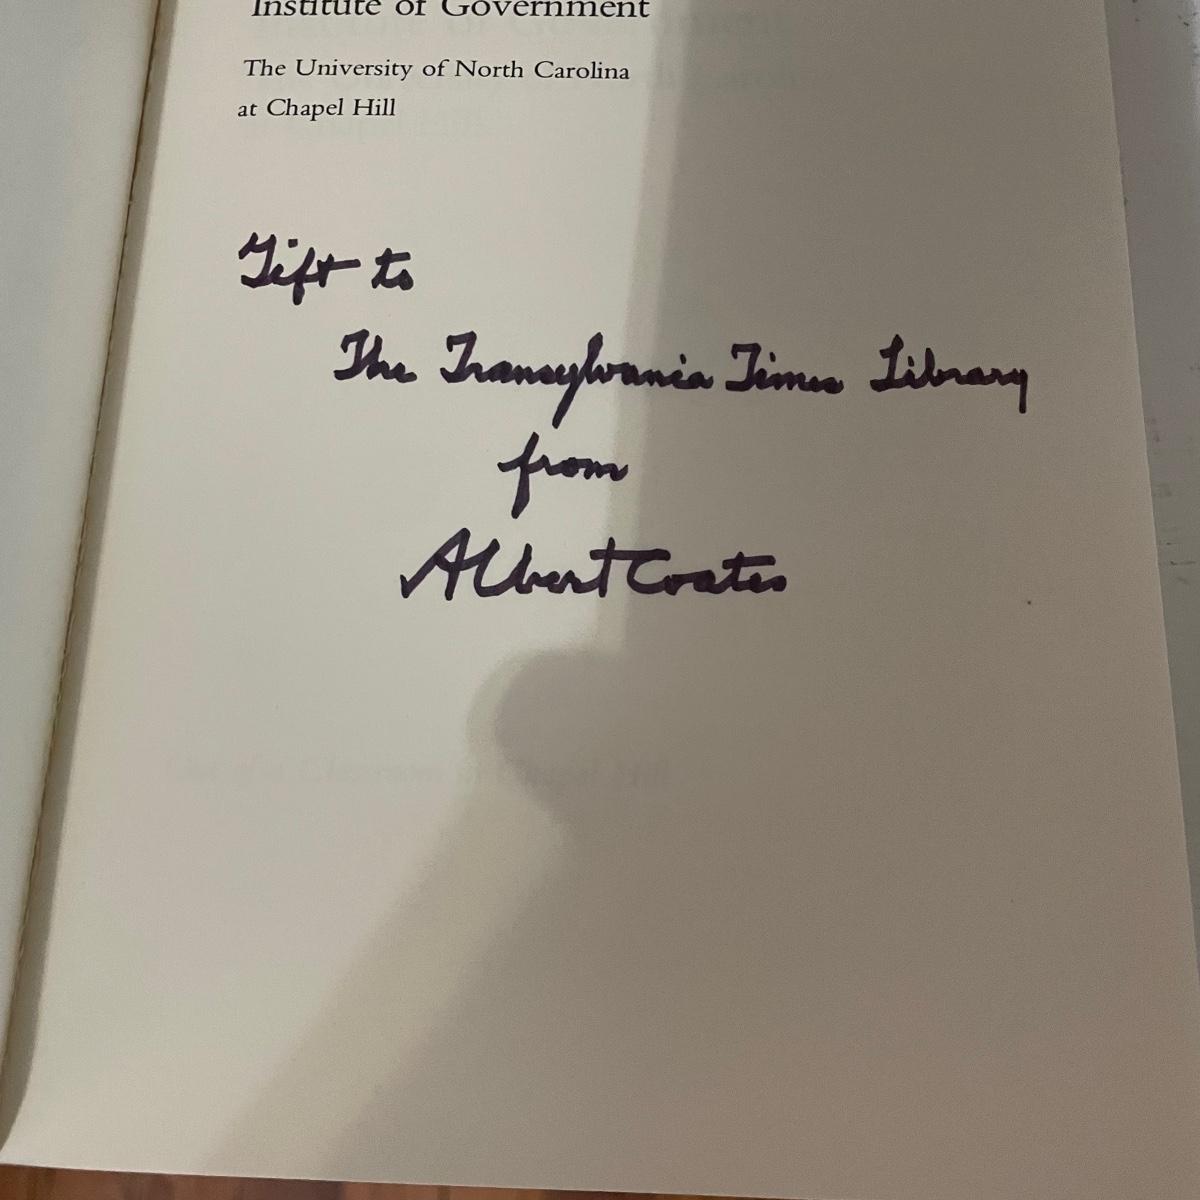 Institute of Government
The University of North Carolina
at Chapel Hill
Gift to
The Transylvania Times Library
from
Albert Coates